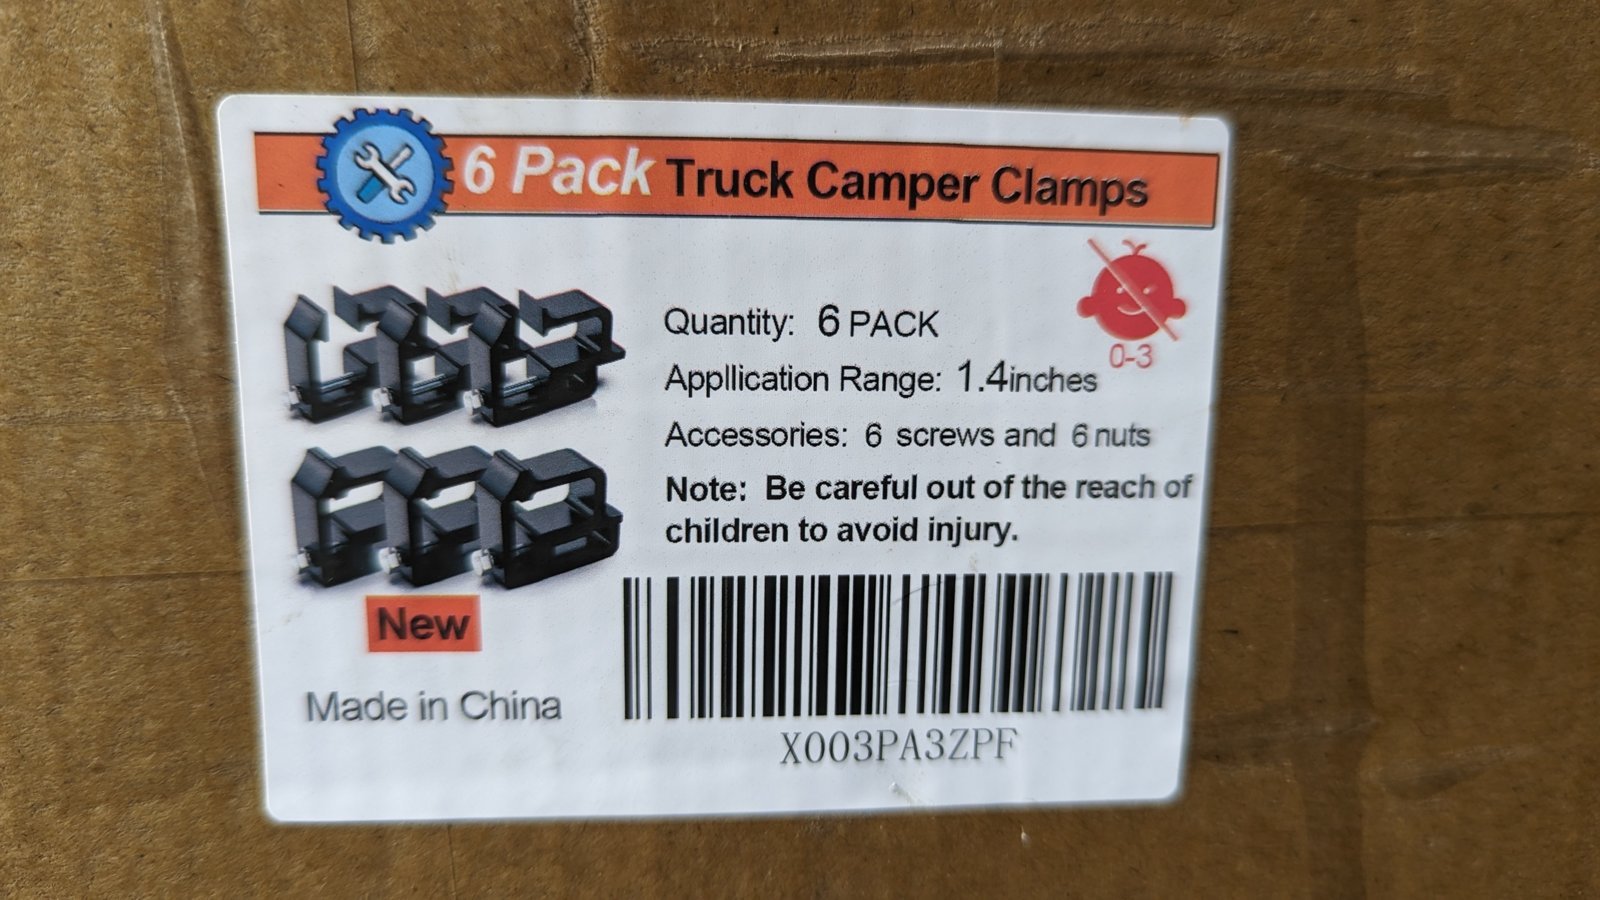 6 Pack Truck Camper Clamps
0-3
Quantity: 6 PACK
Appllication Range: 1.4inches
Accessories: 6 screws and 6 nuts
Note: Be careful out of the reach of
children to avoid injury.
New
Made in China
X003PA3ZPF